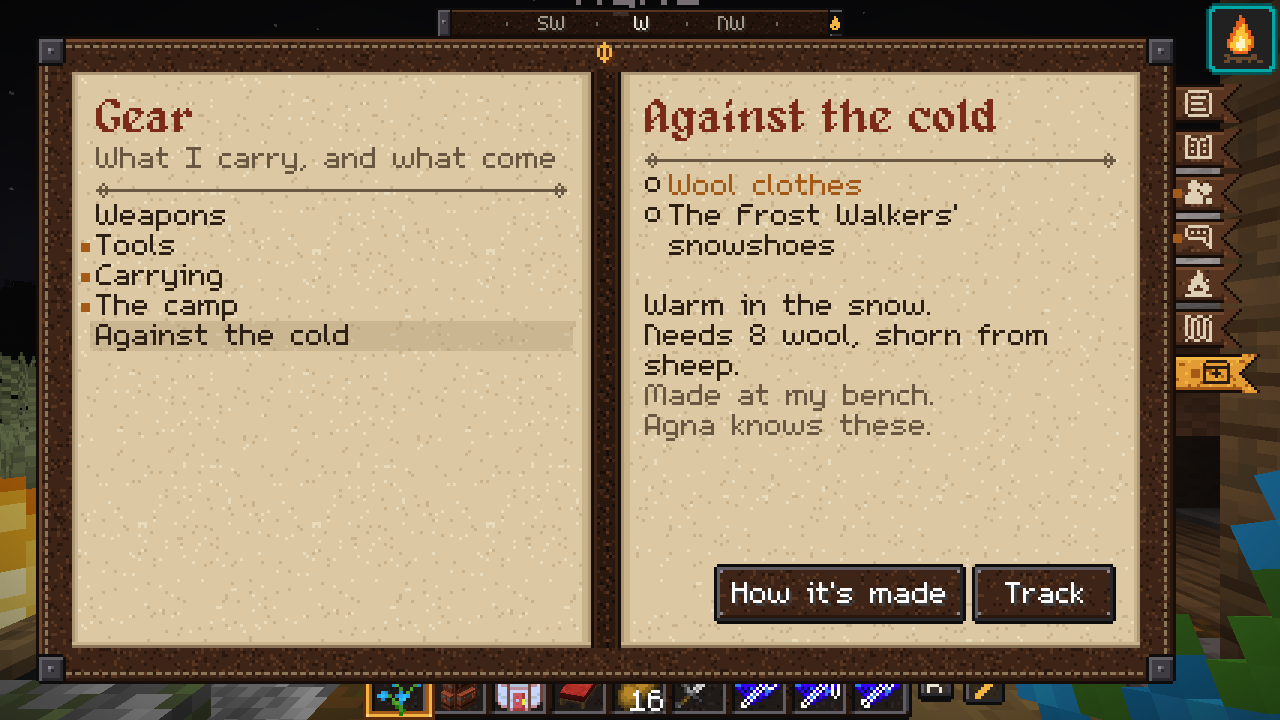 SW W NW
Gear
What I carry, and what come
Weapons
Tools
Carrying
The camp
Against the cold
Against the cold
Wool clothes
The Frost Walkers'
snowshoes
Warm in the snow.
Needs 8 wool, shorn from
sheep.
Made at my bench.
Agna knows these.
How it's made
Track
16